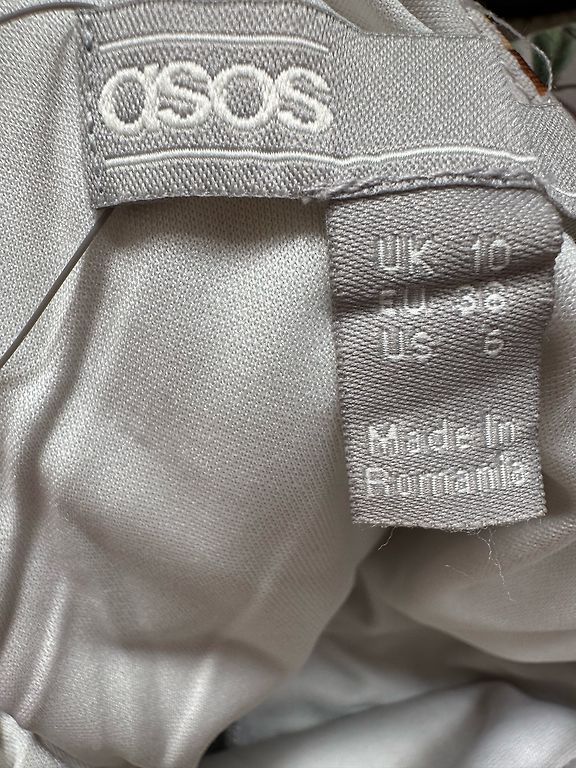 asos
UK 10
EU 38
US 6
Made In
Romania